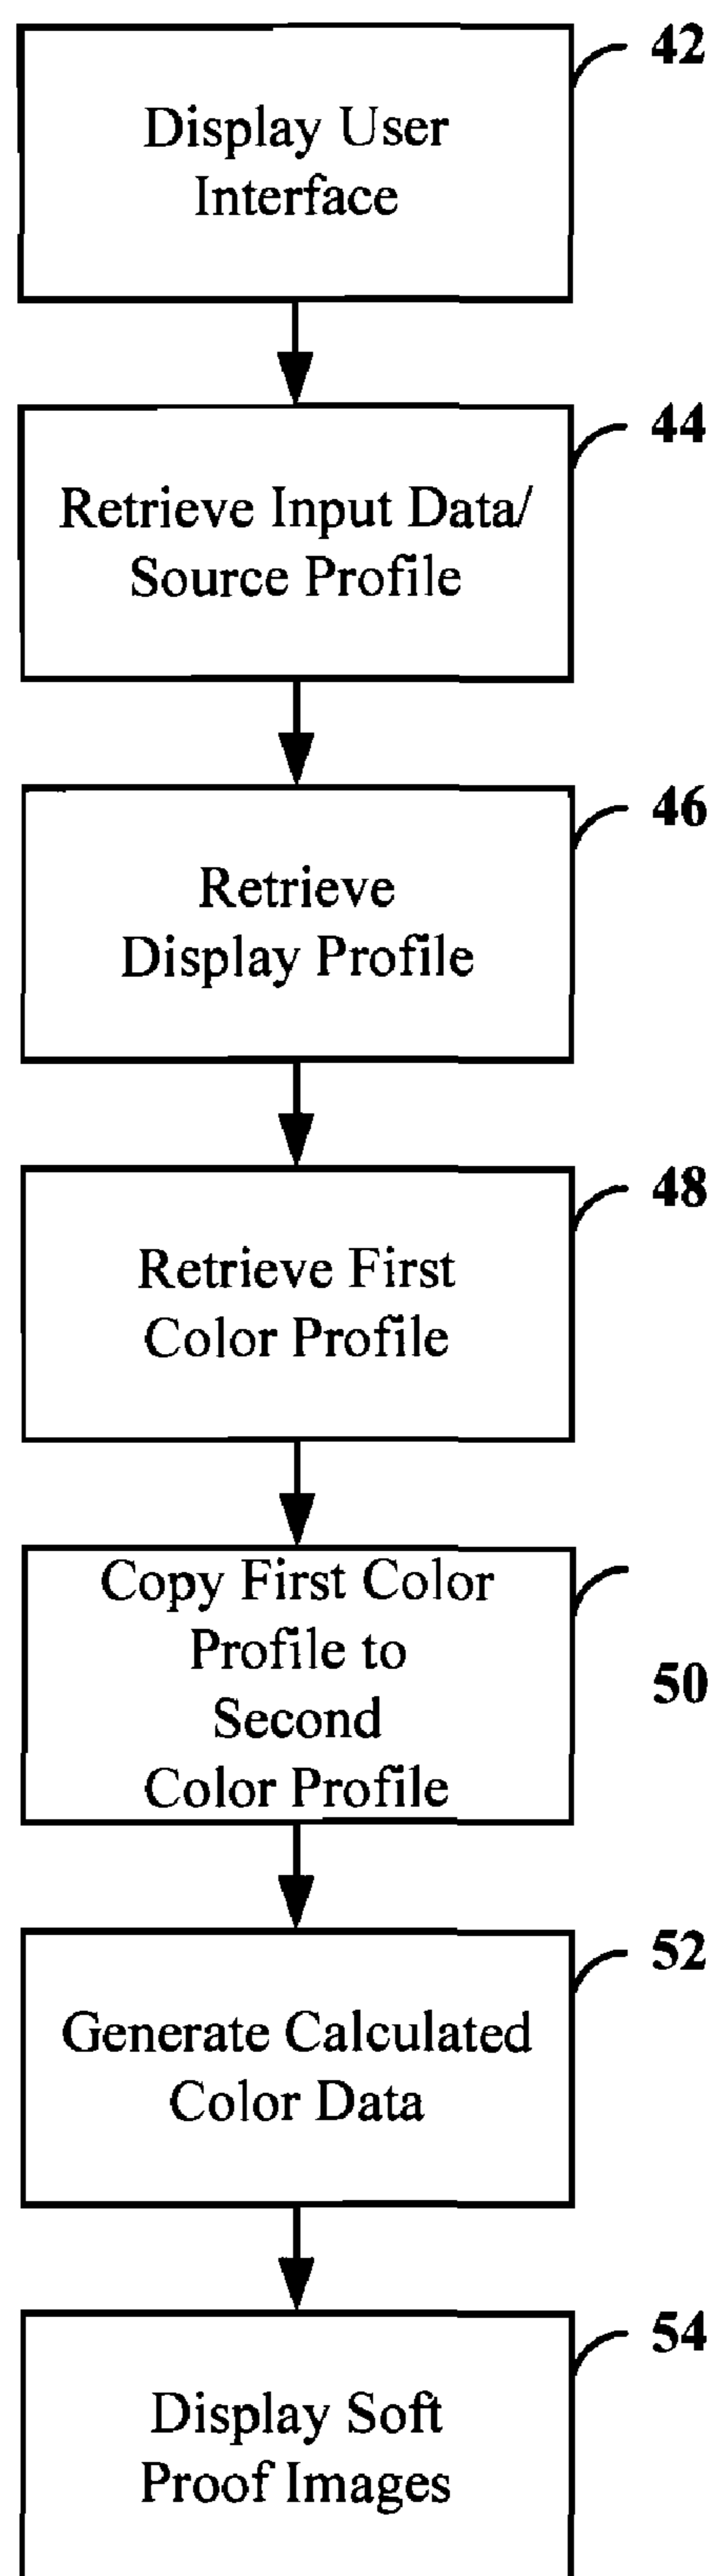 42
Display User
Interface
44
Retrieve Input Data/
Source Profile
46
Retrieve
Display Profile
48
Retrieve First
Color Profile
Copy First Color
Profile to
50
Second
Color Profile
52
Generate Calculated
Color Data
54
Display Soft
Proof Images